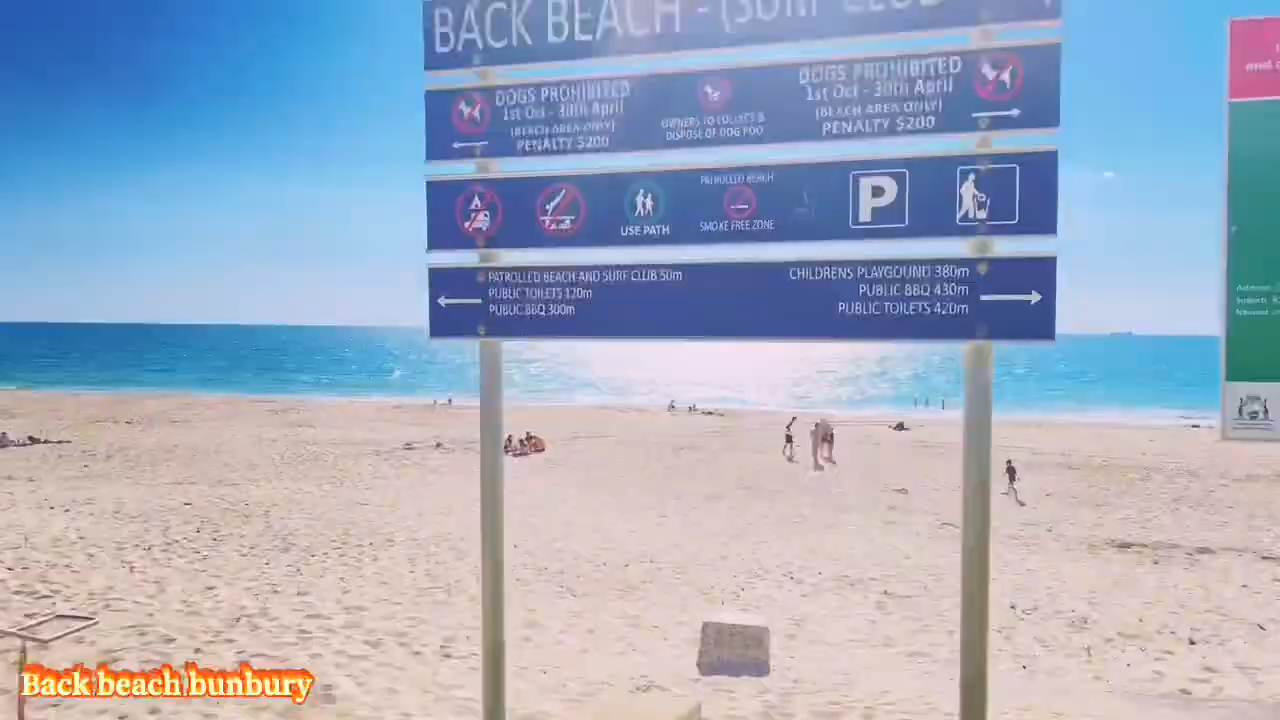 BACK BEACH - (SURF CLUB
DOGS PROHIBITED
1st Oct - 30th April
(BEACH AREA ONLY)
PENALTY $200
OWNERS TO COLLECT &
DISPOSE OF DOG POO
DOGS PROHIBITED
1st Oct - 30th April
(BEACH AREA ONLY)
PENALTY $200
USE PATH
PATROLLED BEACH
SMOKE FREE ZONE
P
PATROLLED BEACH AND SURF CLUB 50m
PUBLIC TOILETS 120m
PUBLIC BBQ 300m
CHILDRENS PLAYGOUND 380m
PUBLIC BBQ 430m
PUBLIC TOILETS 420m
Back beach bunbury